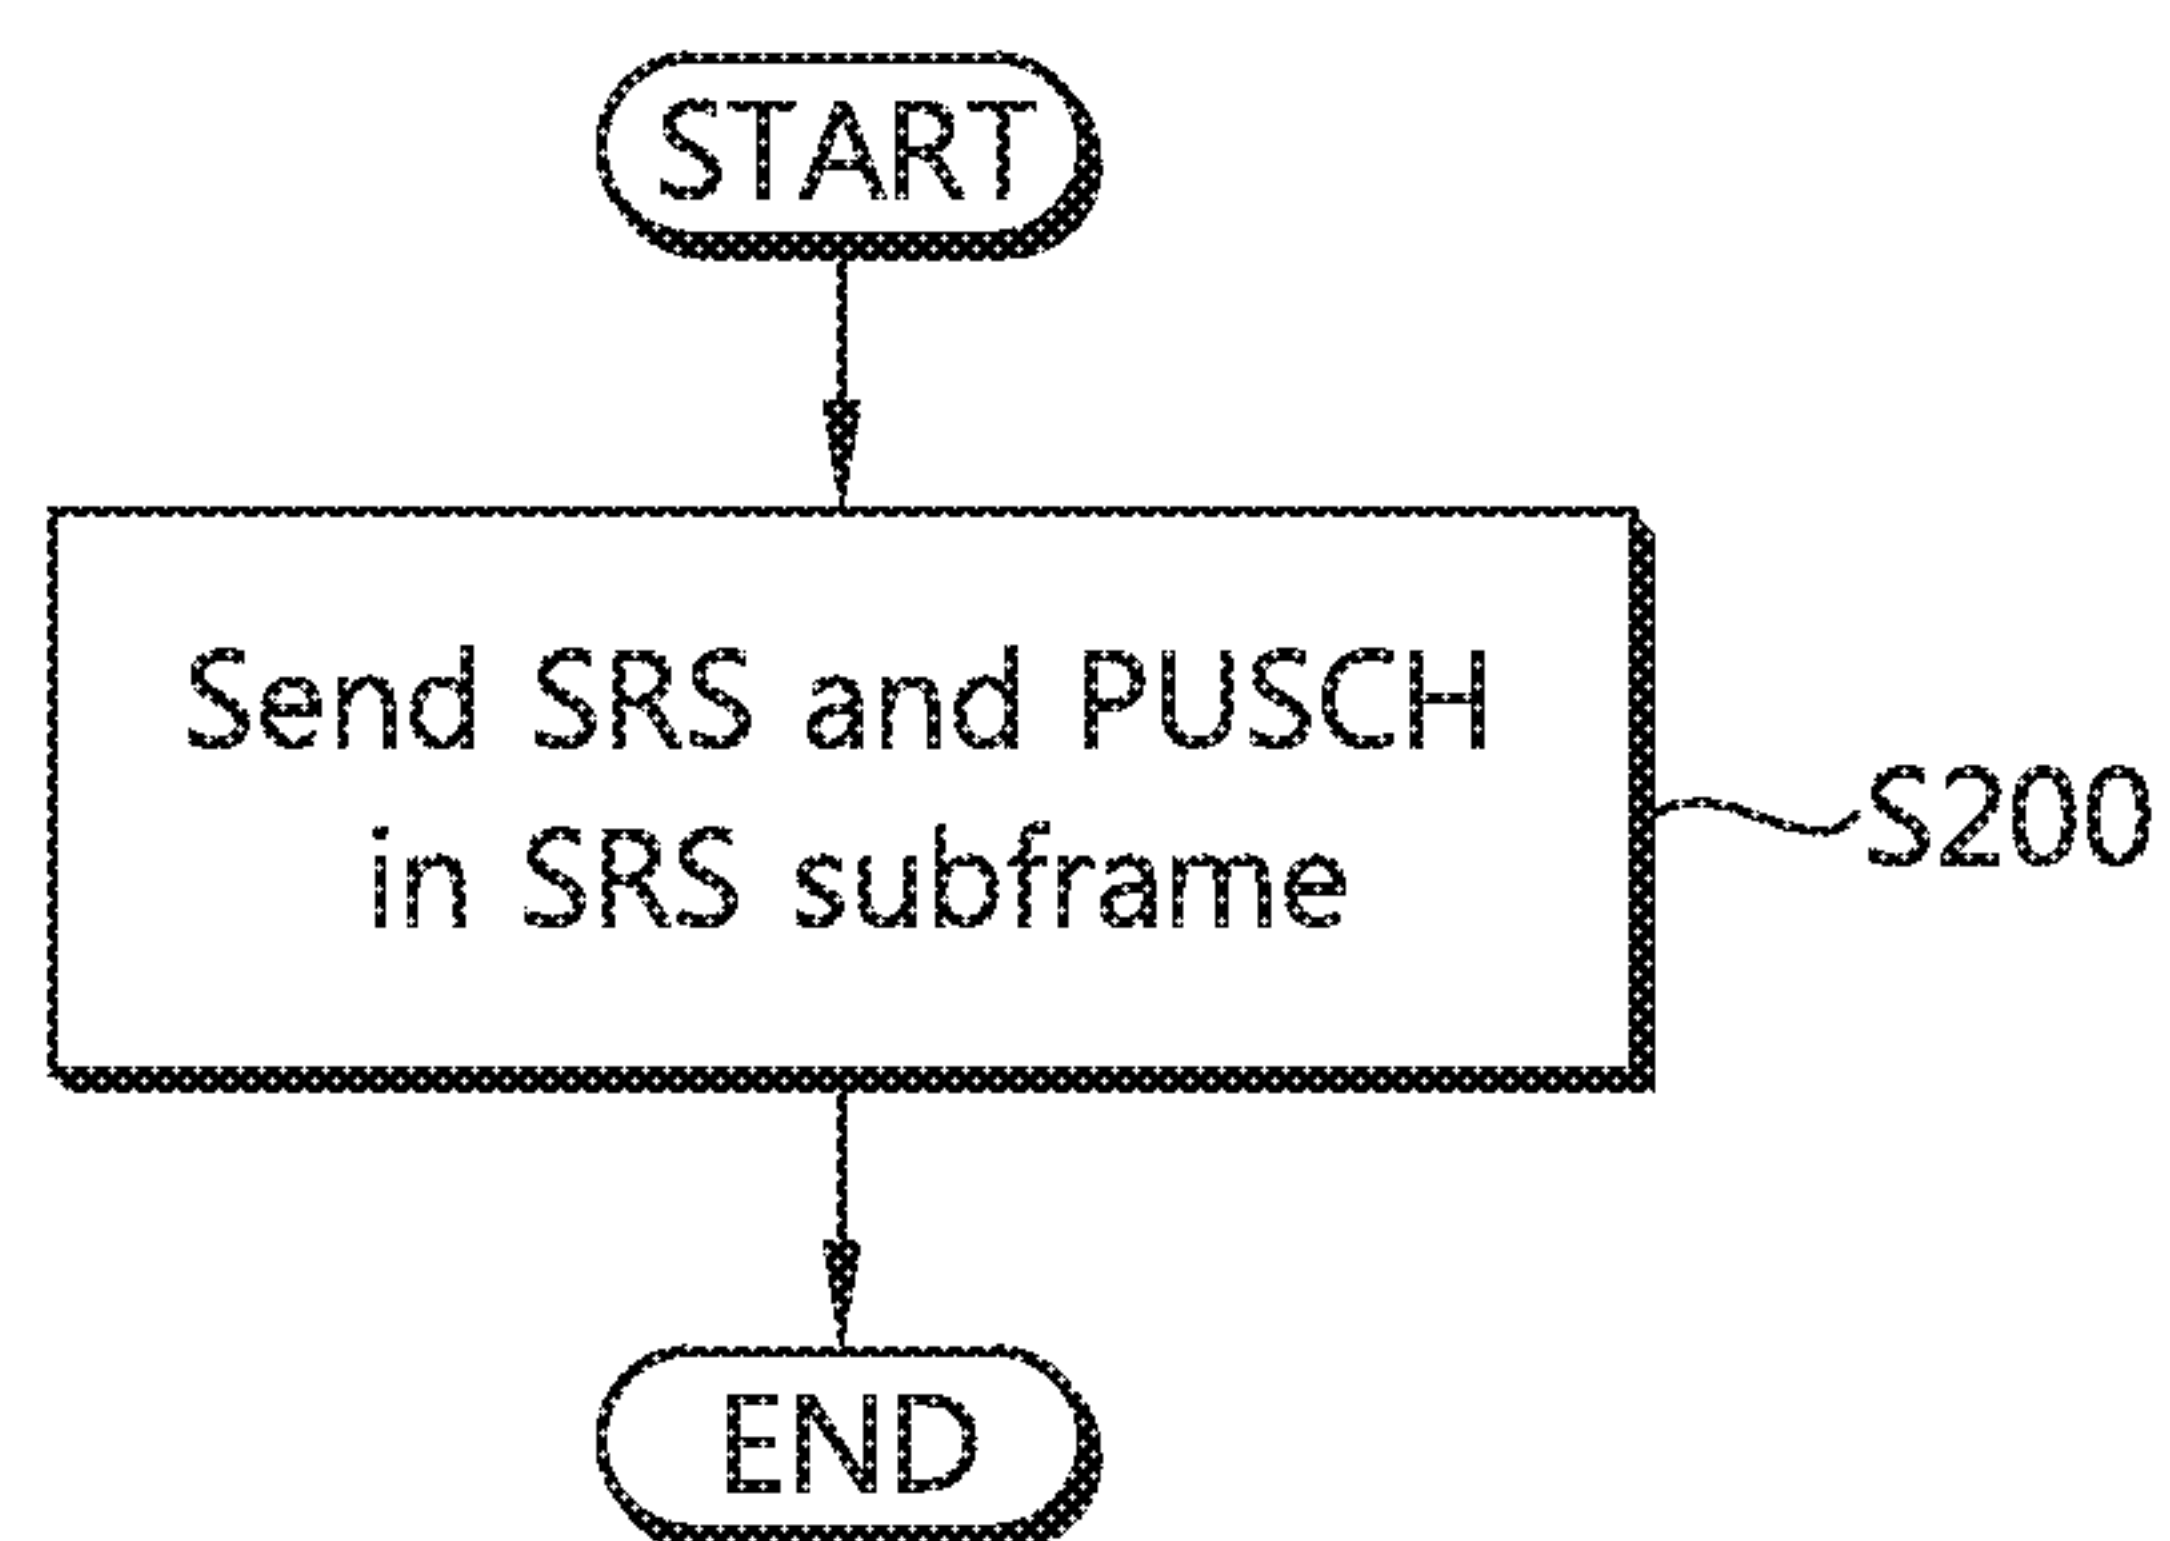 START
Send SRS and PUSCH
in SRS subframe
S200
END